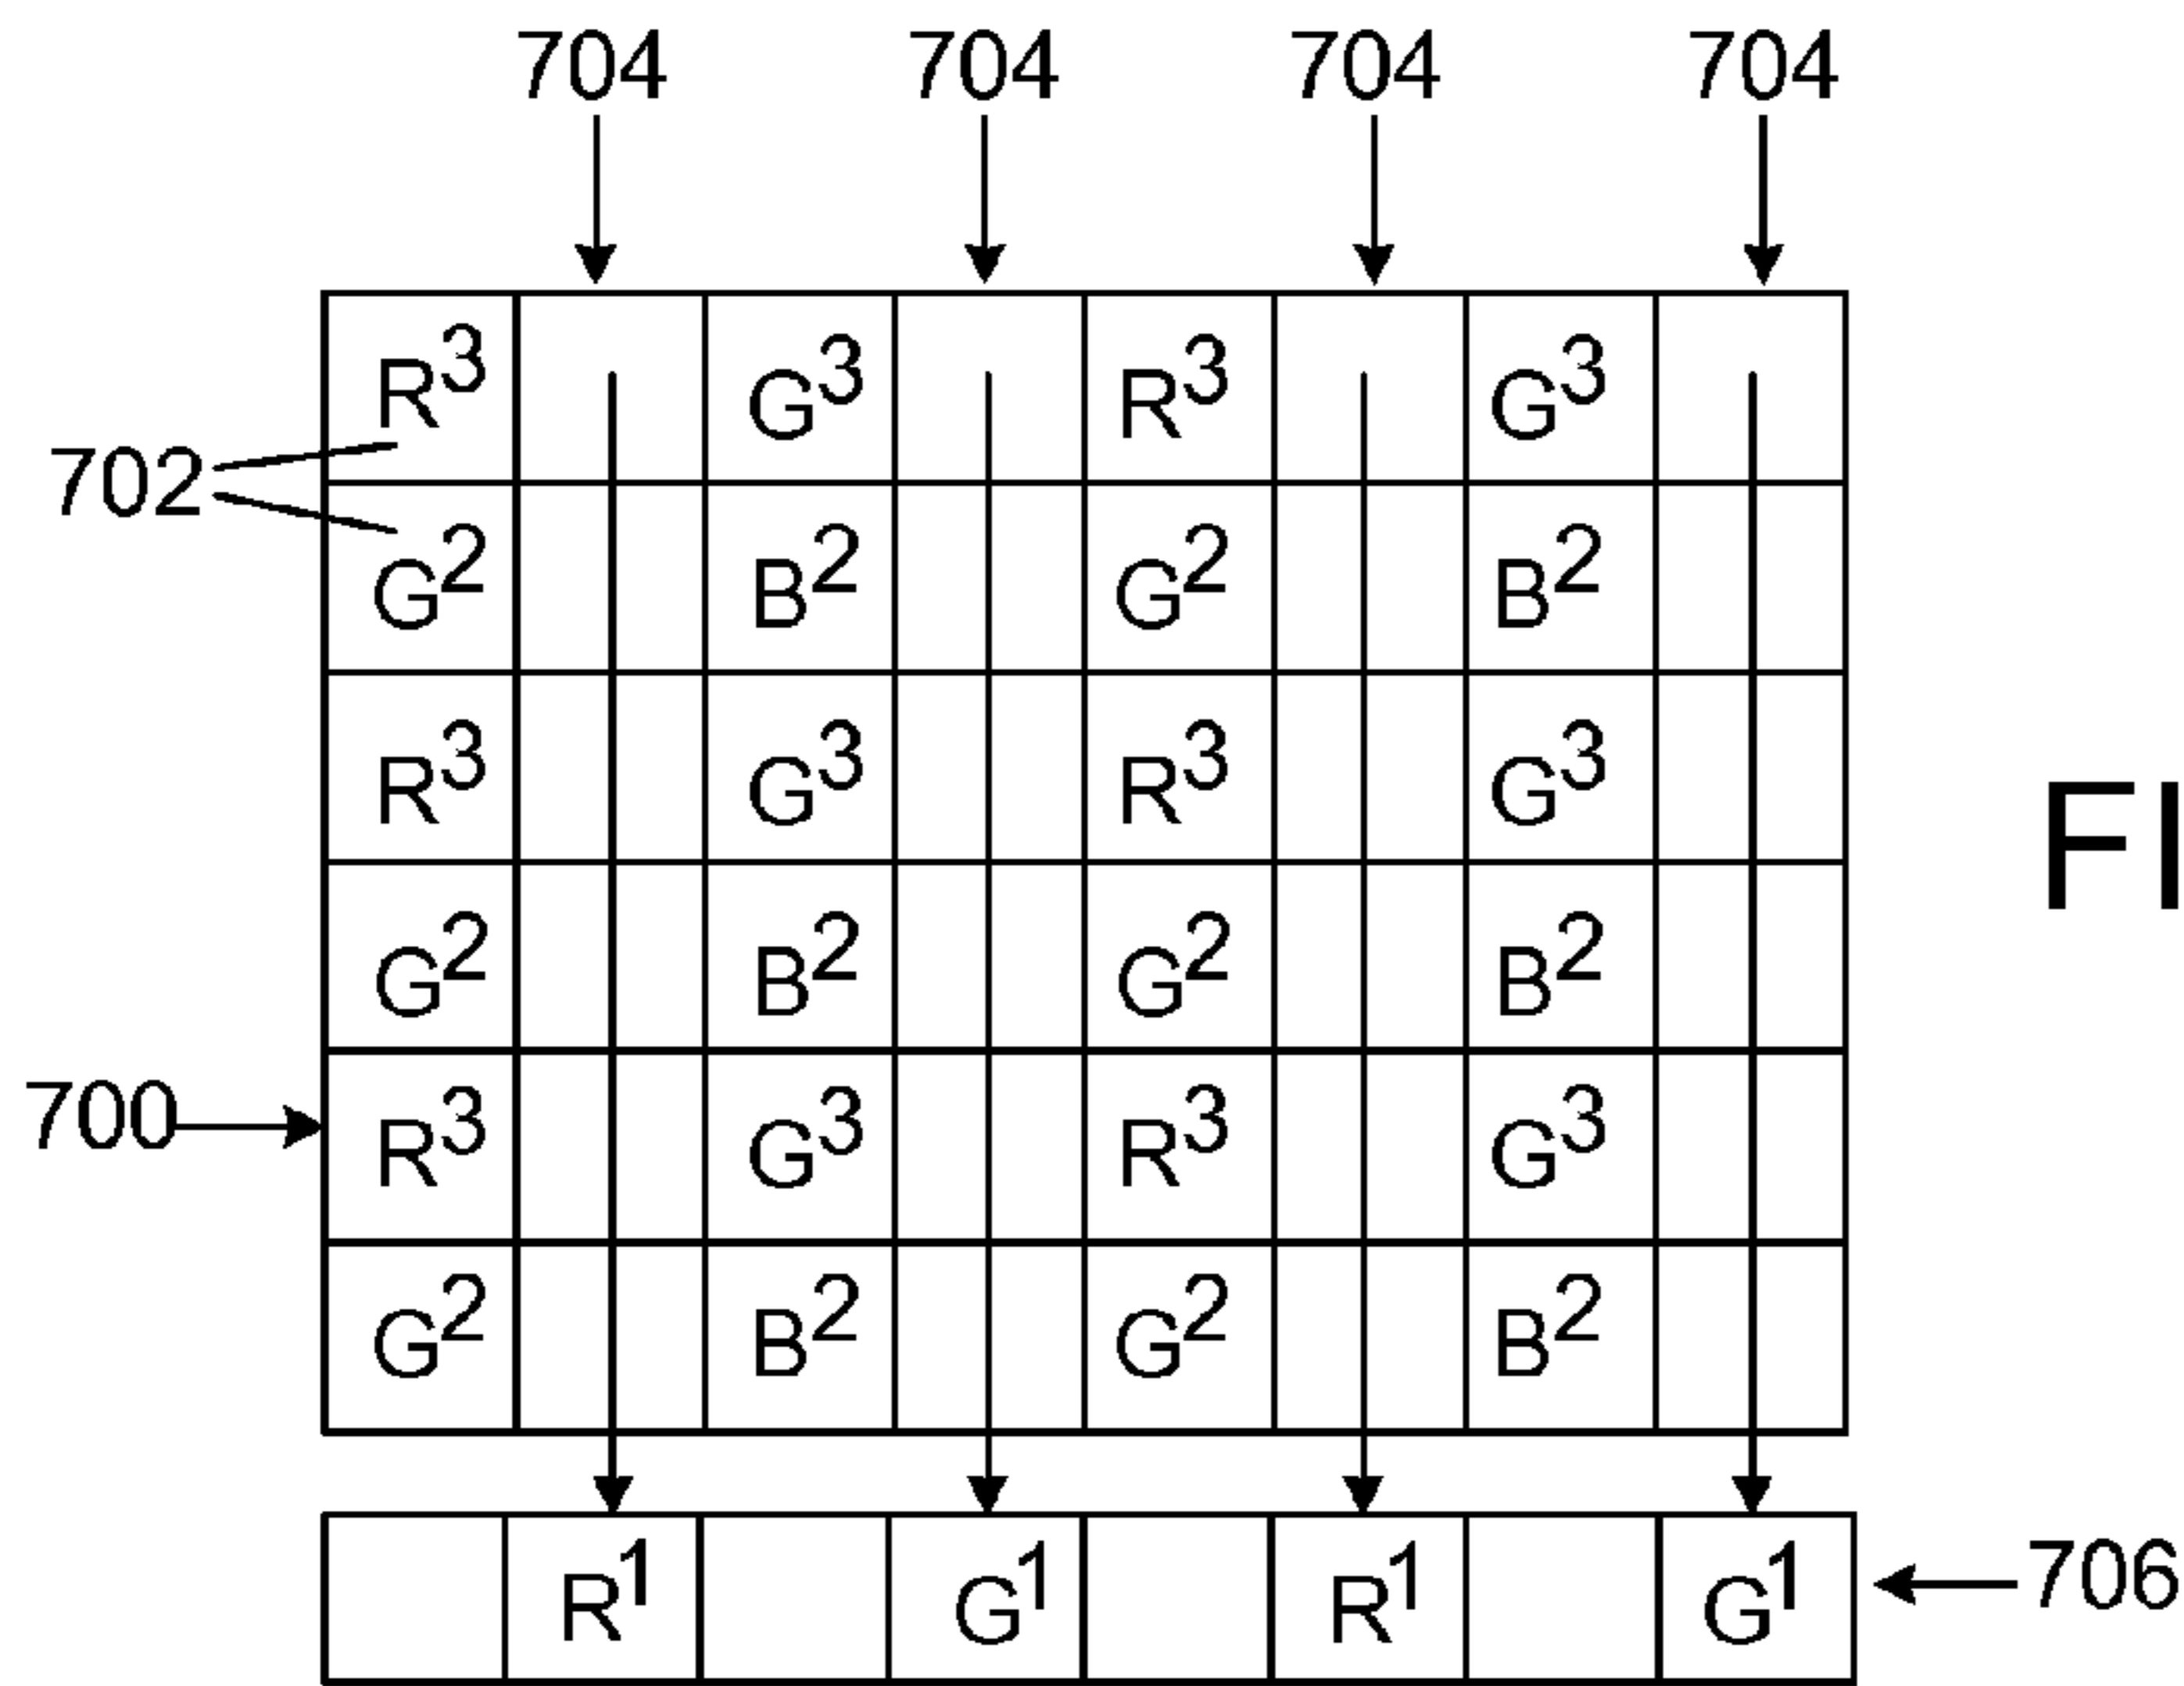 704 704 704 704
R³ G³ R³ G³
702
G² B² G² B²
R³ G³ R³ G³
FI
G² B² G² B²
700 R³ G³ R³ G³
G² B² G² B²
R¹ G¹ R¹ G¹ 706